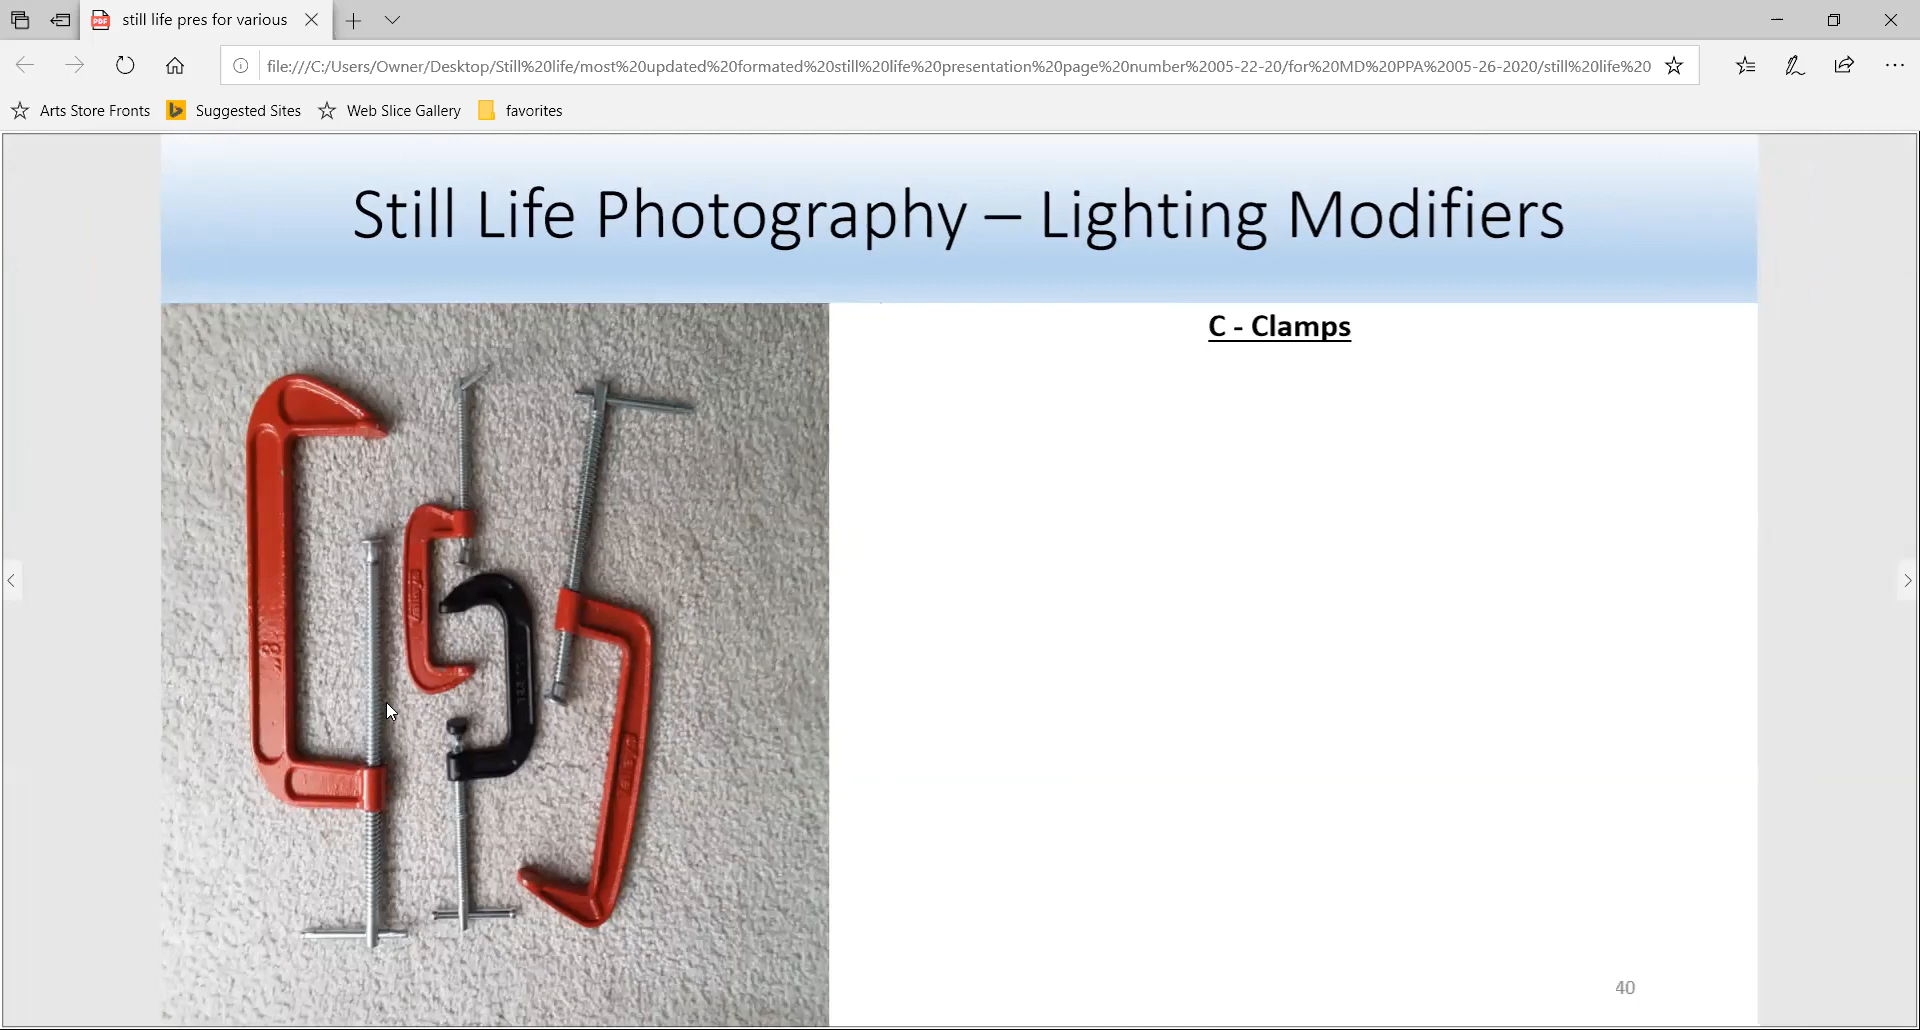 still life pres for various
file:///C:/Users/Owner/Desktop/Still%20life/most%20updated%20formated%20still%20life%20presentation%20page%20number%2005-22-20/for%20MD%20PPA%2005-26-2020/still%20life%20
Arts Store Fronts
Suggested Sites
Web Slice Gallery
favorites
Still Life Photography – Lighting Modifiers
C - Clamps
8"
40